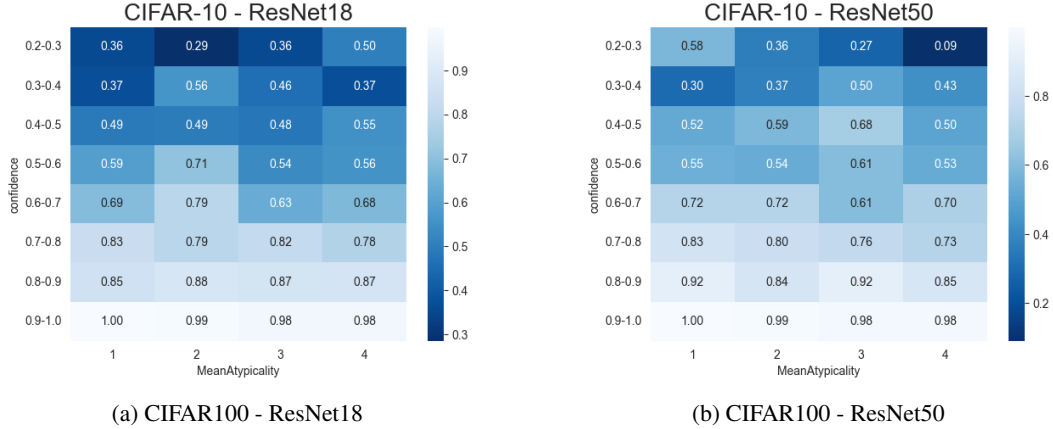 CIFAR-10 - ResNet18
confidence
0.2-0.3 0.36 0.29 0.36 0.50
0.3-0.4 0.37 0.56 0.46 0.37
0.4-0.5 0.49 0.49 0.48 0.55
0.5-0.6 0.59 0.71 0.54 0.56
0.6-0.7 0.69 0.79 0.63 0.68
0.7-0.8 0.83 0.79 0.82 0.78
0.8-0.9 0.85 0.88 0.87 0.87
0.9-1.0 1.00 0.99 0.98 0.98
1 2 3 4
MeanAtypicality
0.9
0.8
0.7
0.6
0.5
0.4
0.3
(a) CIFAR100 - ResNet18
CIFAR-10 - ResNet50
confidence
0.2-0.3 0.58 0.36 0.27 0.09
0.3-0.4 0.30 0.37 0.50 0.43
0.4-0.5 0.52 0.59 0.68 0.50
0.5-0.6 0.55 0.54 0.61 0.53
0.6-0.7 0.72 0.72 0.61 0.70
0.7-0.8 0.83 0.80 0.76 0.73
0.8-0.9 0.92 0.84 0.92 0.85
0.9-1.0 1.00 0.99 0.98 0.98
1 2 3 4
MeanAtypicality
0.8
0.6
0.4
0.2
(b) CIFAR100 - ResNet50